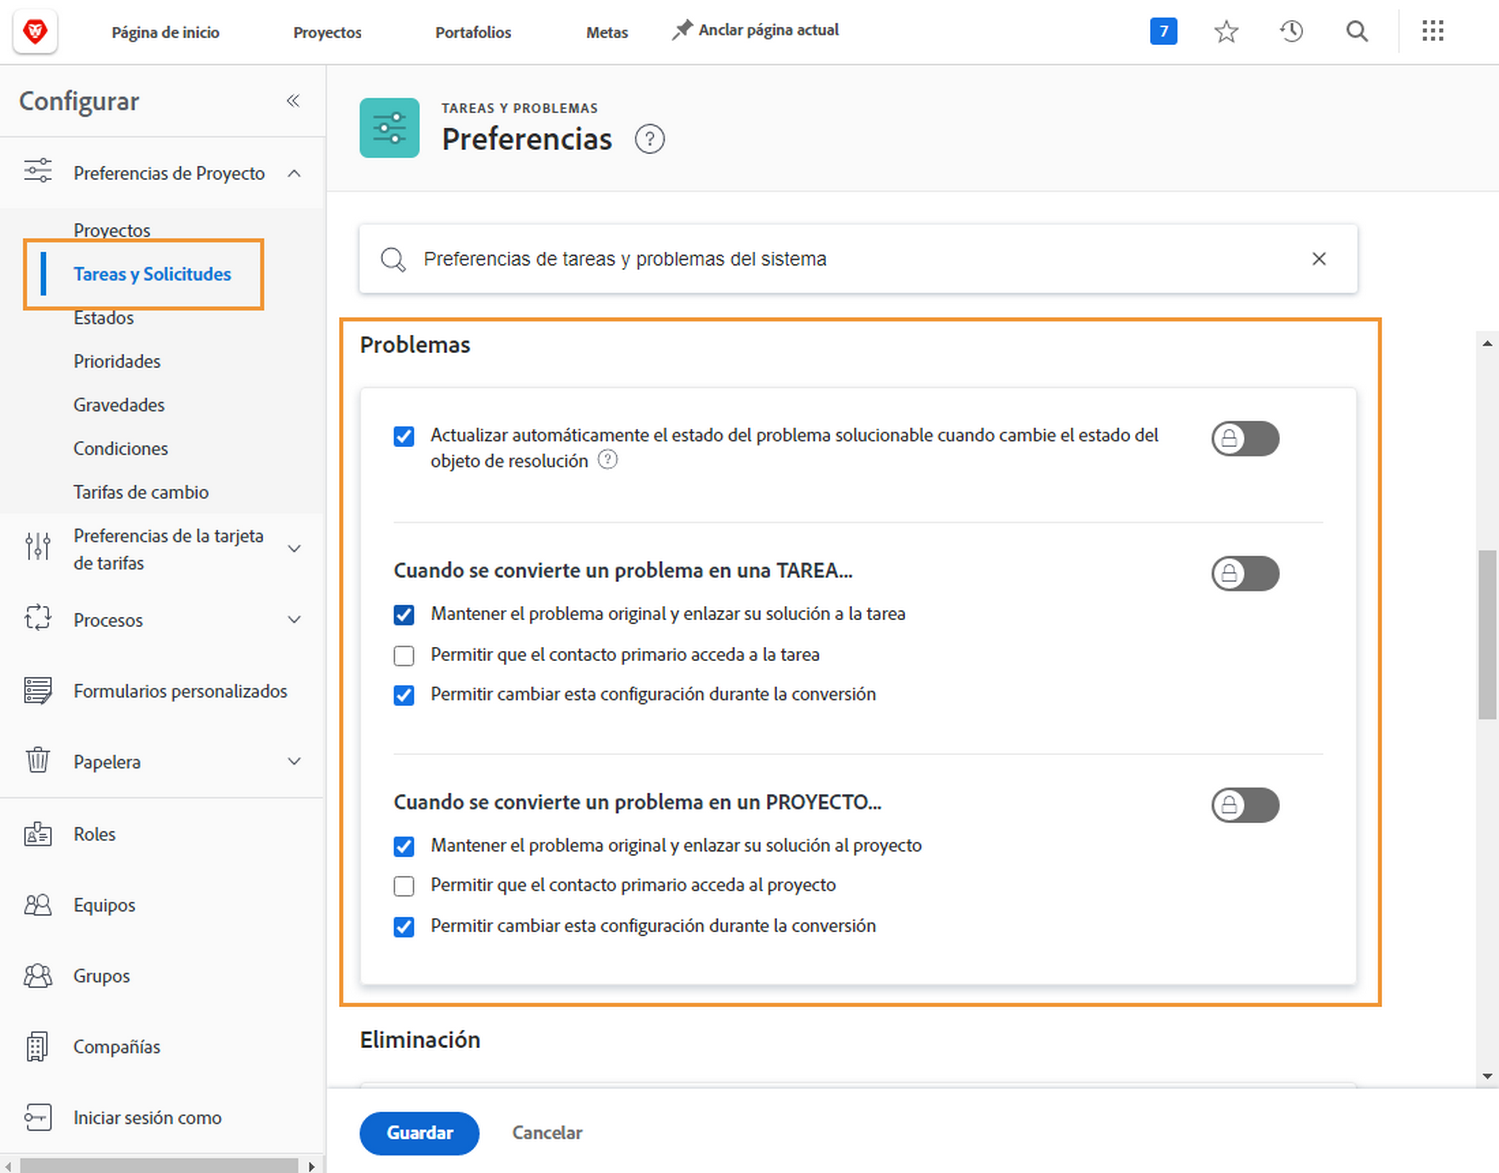 Página de inicio
Proyectos
Portafolios
Metas
Anclar página actual
7
Configurar
Preferencias de Proyecto
Proyectos
Tareas y Solicitudes
Estados
Prioridades
Gravedades
Condiciones
Tarifas de cambio
Preferencias de la tarjeta
de tarifas
Procesos
Formularios personalizados
Papelera
Roles
Equipos
Grupos
Compañías
Iniciar sesión como
TAREAS Y PROBLEMAS
Preferencias ?
Preferencias de tareas y problemas del sistema
Problemas
Actualizar automáticamente el estado del problema solucionable cuando cambie el estado del
objeto de resolución ?
Cuando se convierte un problema en una TAREA...
Mantener el problema original y enlazar su solución a la tarea
Permitir que el contacto primario acceda a la tarea
Permitir cambiar esta configuración durante la conversión
Cuando se convierte un problema en un PROYECTO...
Mantener el problema original y enlazar su solución al proyecto
Permitir que el contacto primario acceda al proyecto
Permitir cambiar esta configuración durante la conversión
Eliminación
Guardar
Cancelar